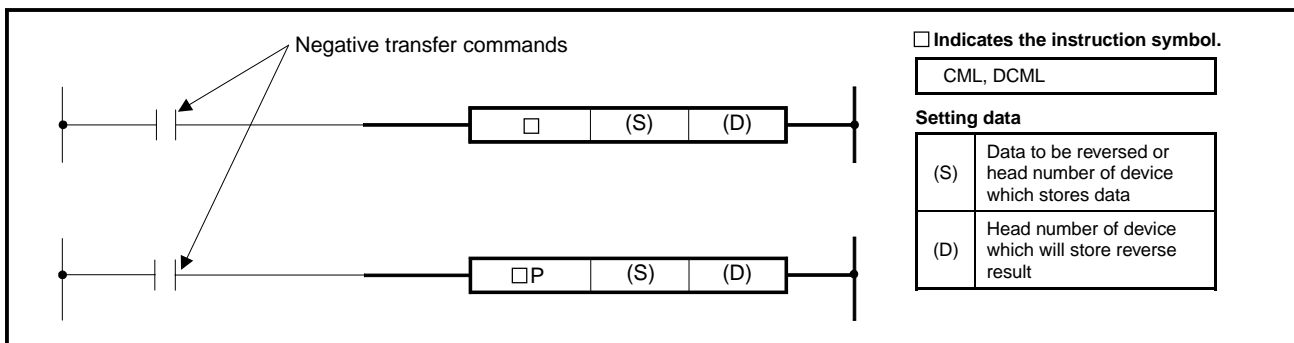 Negative transfer commands
□ (S) (D)
□P (S) (D)
□ Indicates the instruction symbol.
CML, DCML
Setting data
(S) Data to be reversed or
head number of device
which stores data
(D) Head number of device
which will store reverse
result